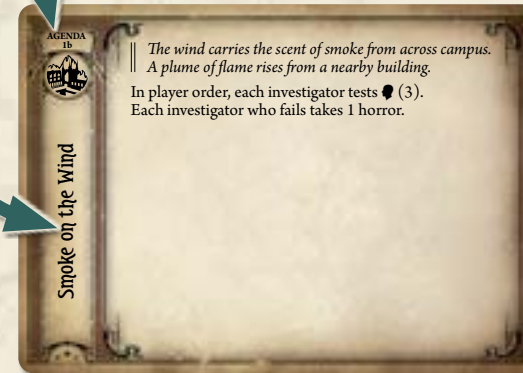 AGENDA
1b
The wind carries the scent of smoke from across campus.
A plume of flame rises from a nearby building.
In player order, each investigator tests (3).
Each investigator who fails takes 1 horror.
Smoke on the Wind